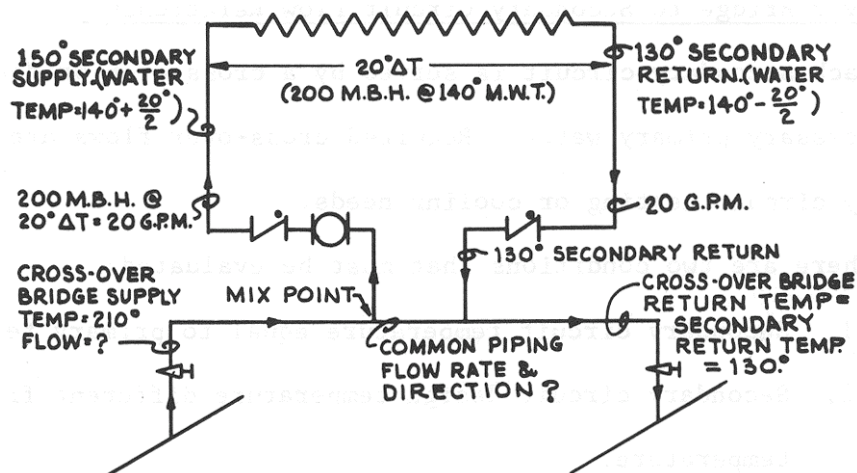 150° SECONDARY
SUPPLY. (WATER
TEMP=140°+ 20°/2)
20° ΔT
(200 M.B.H. @ 140° M.W.T.)
130° SECONDARY
RETURN. (WATER
TEMP=140°- 20°/2)
200 M.B.H. @
20° ΔT = 20 G.P.M.
20 G.P.M.
130° SECONDARY RETURN
CROSS-OVER
BRIDGE SUPPLY
TEMP=210°
FLOW=?
MIX POINT
COMMON PIPING
FLOW RATE &
DIRECTION?
CROSS-OVER BRIDGE
RETURN TEMP=
SECONDARY
RETURN TEMP.
= 130.°